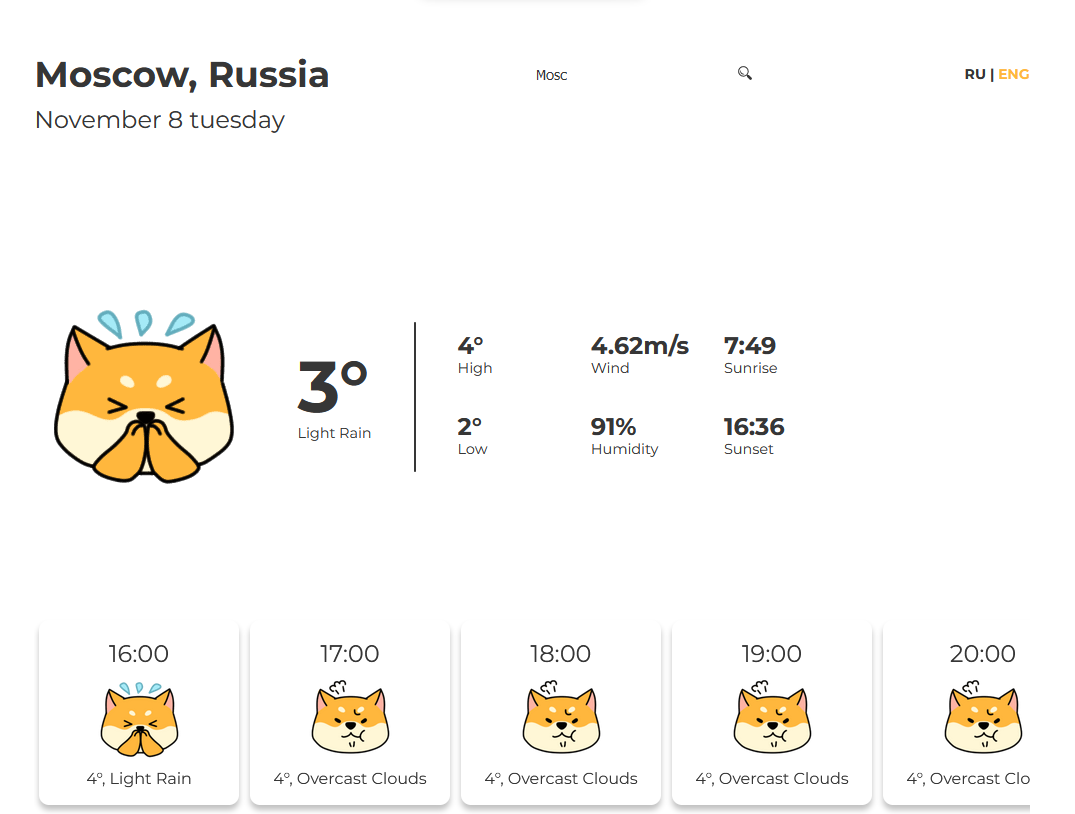 Moscow, Russia
Mosc
RU | ENG
November 8 tuesday
3°
Light Rain
4°
High
4.62m/s
Wind
7:49
Sunrise
2°
Low
91%
Humidity
16:36
Sunset
16:00
4°, Light Rain
17:00
4°, Overcast Clouds
18:00
4°, Overcast Clouds
19:00
4°, Overcast Clouds
20:00
4°, Overcast Clo